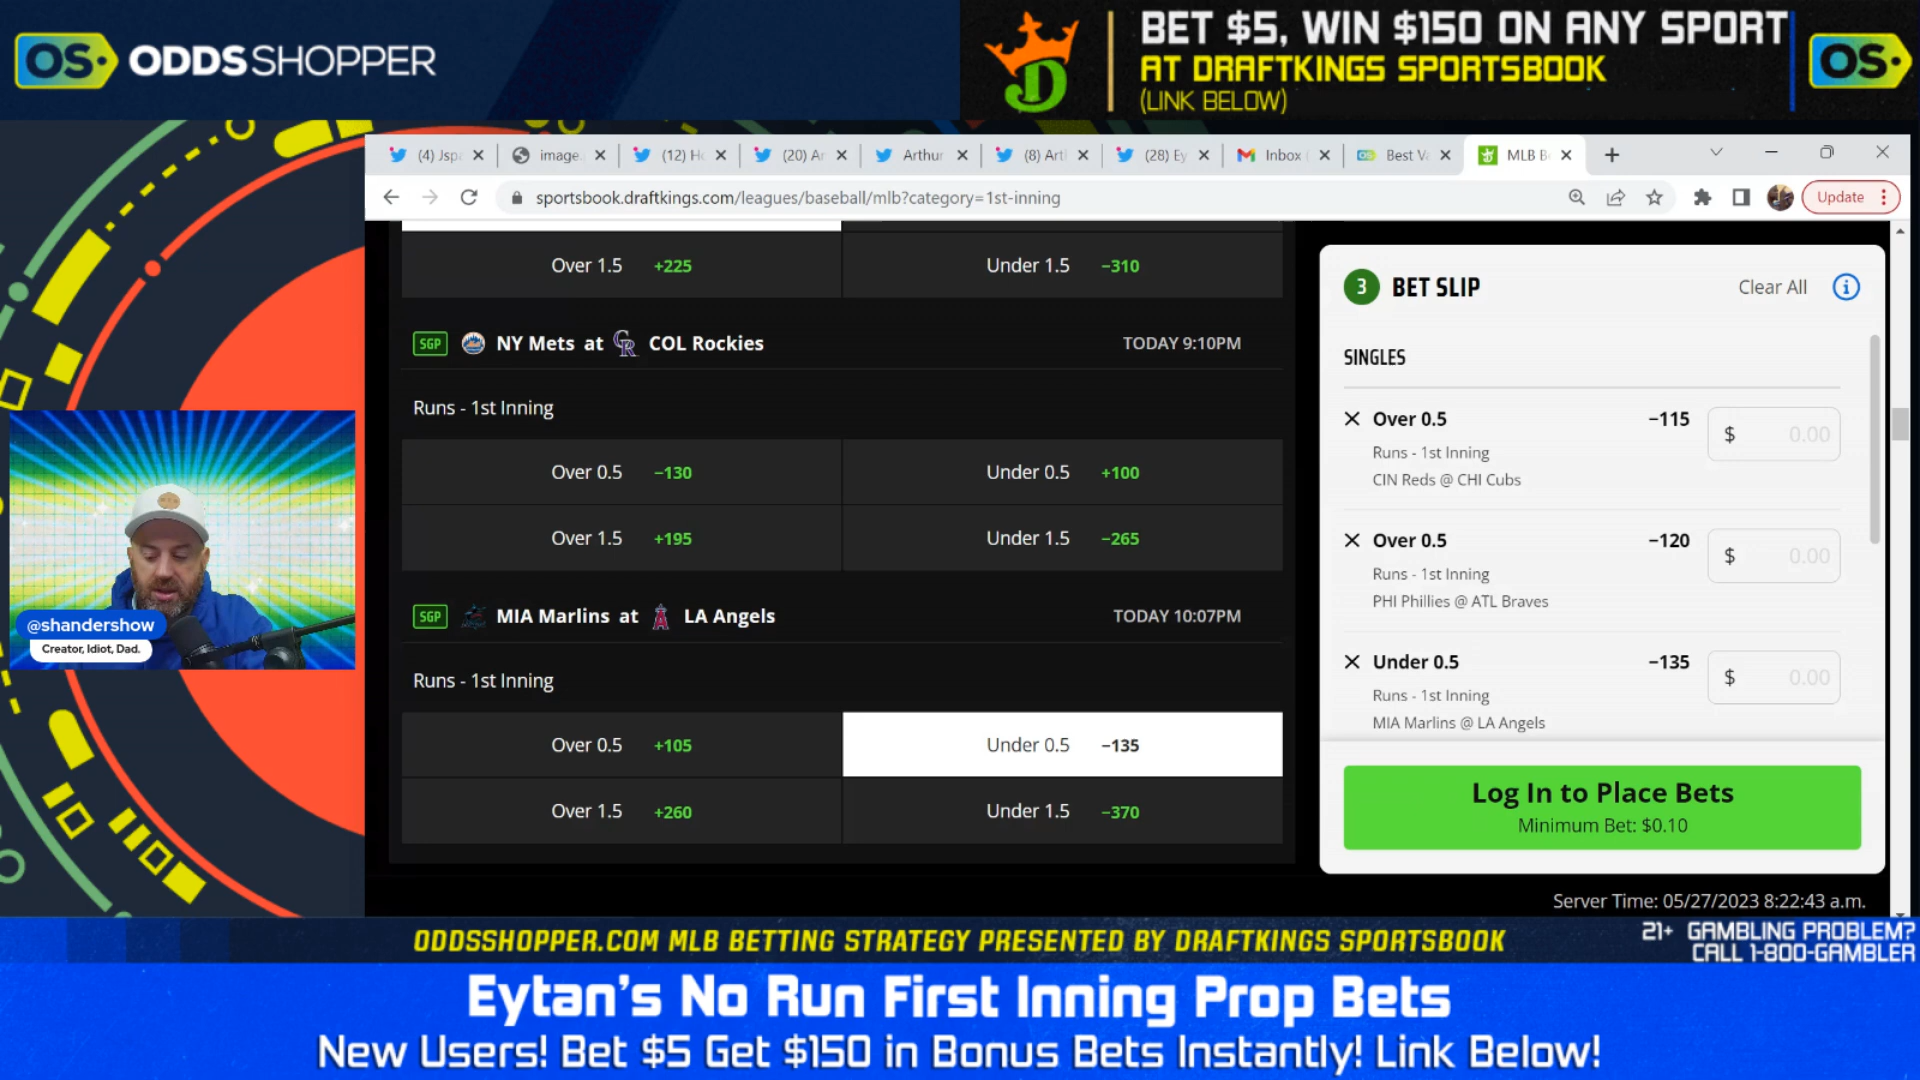 OS ODDSSHOPPER
BET $5, WIN $150 ON ANY SPORT
AT DRAFTKINGS SPORTSBOOK
(LINK BELOW)
OS
(4) Jsp
image.
(12) H
(20) Ar
Arthur
(8) Arti
(28) Ey
Inbox (
Best V
MLB B
sportsbook.draftkings.com/leagues/baseball/mlb?category=1st-inning
Update
Over 1.5 +225 Under 1.5 −310
SGP NY Mets at COL Rockies TODAY 9:10PM
Runs - 1st Inning
Over 0.5 −130 Under 0.5 +100
Over 1.5 +195 Under 1.5 −265
SGP MIA Marlins at LA Angels TODAY 10:07PM
Runs - 1st Inning
Over 0.5 +105 Under 0.5 −135
Over 1.5 +260 Under 1.5 −370
3 BET SLIP Clear All
SINGLES
Over 0.5 −115 $ 0.00
Runs - 1st Inning
CIN Reds @ CHI Cubs
Over 0.5 −120 $ 0.00
Runs - 1st Inning
PHI Phillies @ ATL Braves
Under 0.5 −135 $ 0.00
Runs - 1st Inning
MIA Marlins @ LA Angels
Log In to Place Bets
Minimum Bet: $0.10
Server Time: 05/27/2023 8:22:43 a.m.
@shandershow
Creator, Idiot, Dad.
ODDSSHOPPER.COM MLB BETTING STRATEGY PRESENTED BY DRAFTKINGS SPORTSBOOK
21+ GAMBLING PROBLEM?
CALL 1-800-GAMBLER
Eytan's No Run First Inning Prop Bets
New Users! Bet $5 Get $150 in Bonus Bets Instantly! Link Below!